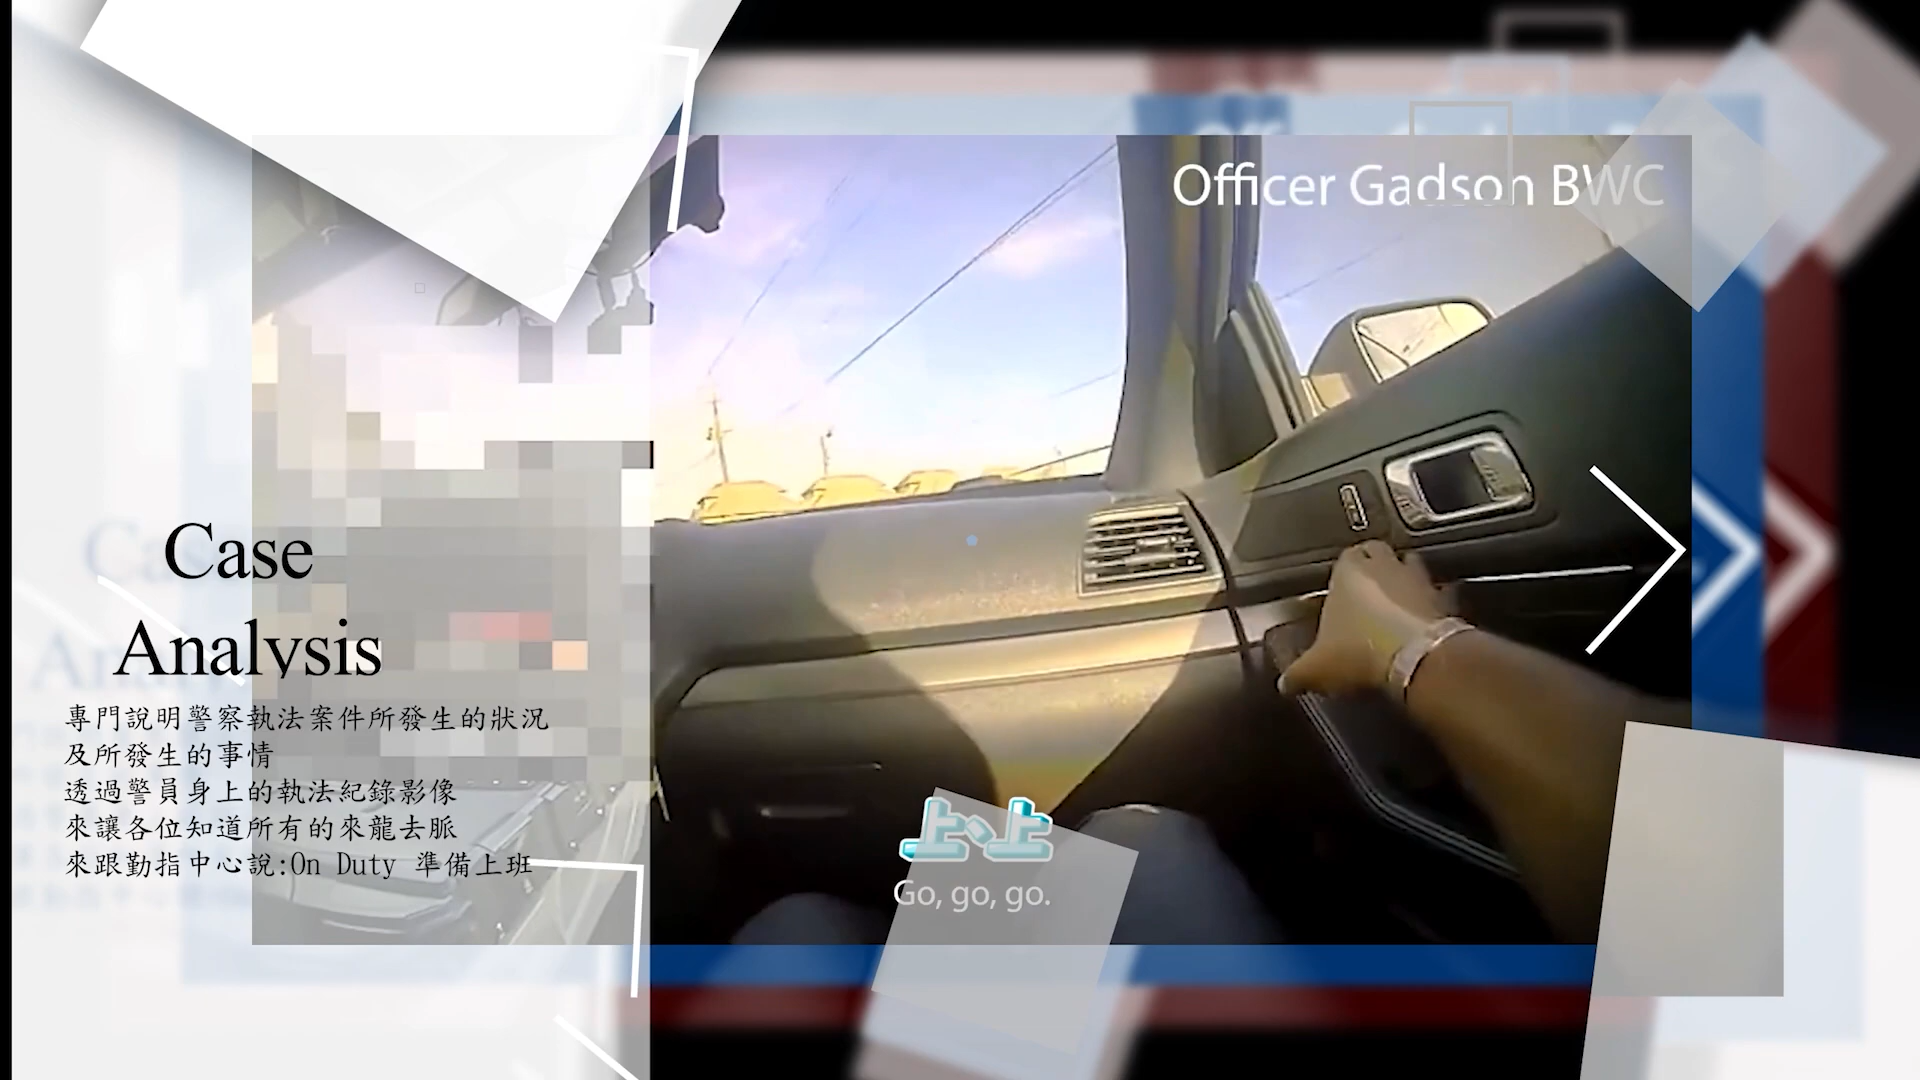 Officer Gadson BWC
Case
Analysis
專門說明警察執法案件所發生的狀況
及所發生的事情
透過警員身上的執法紀錄影像
來讓各位知道所有的來龍去脈
來跟勤指中心說:On Duty 準備上班
上、上
Go, go, go.